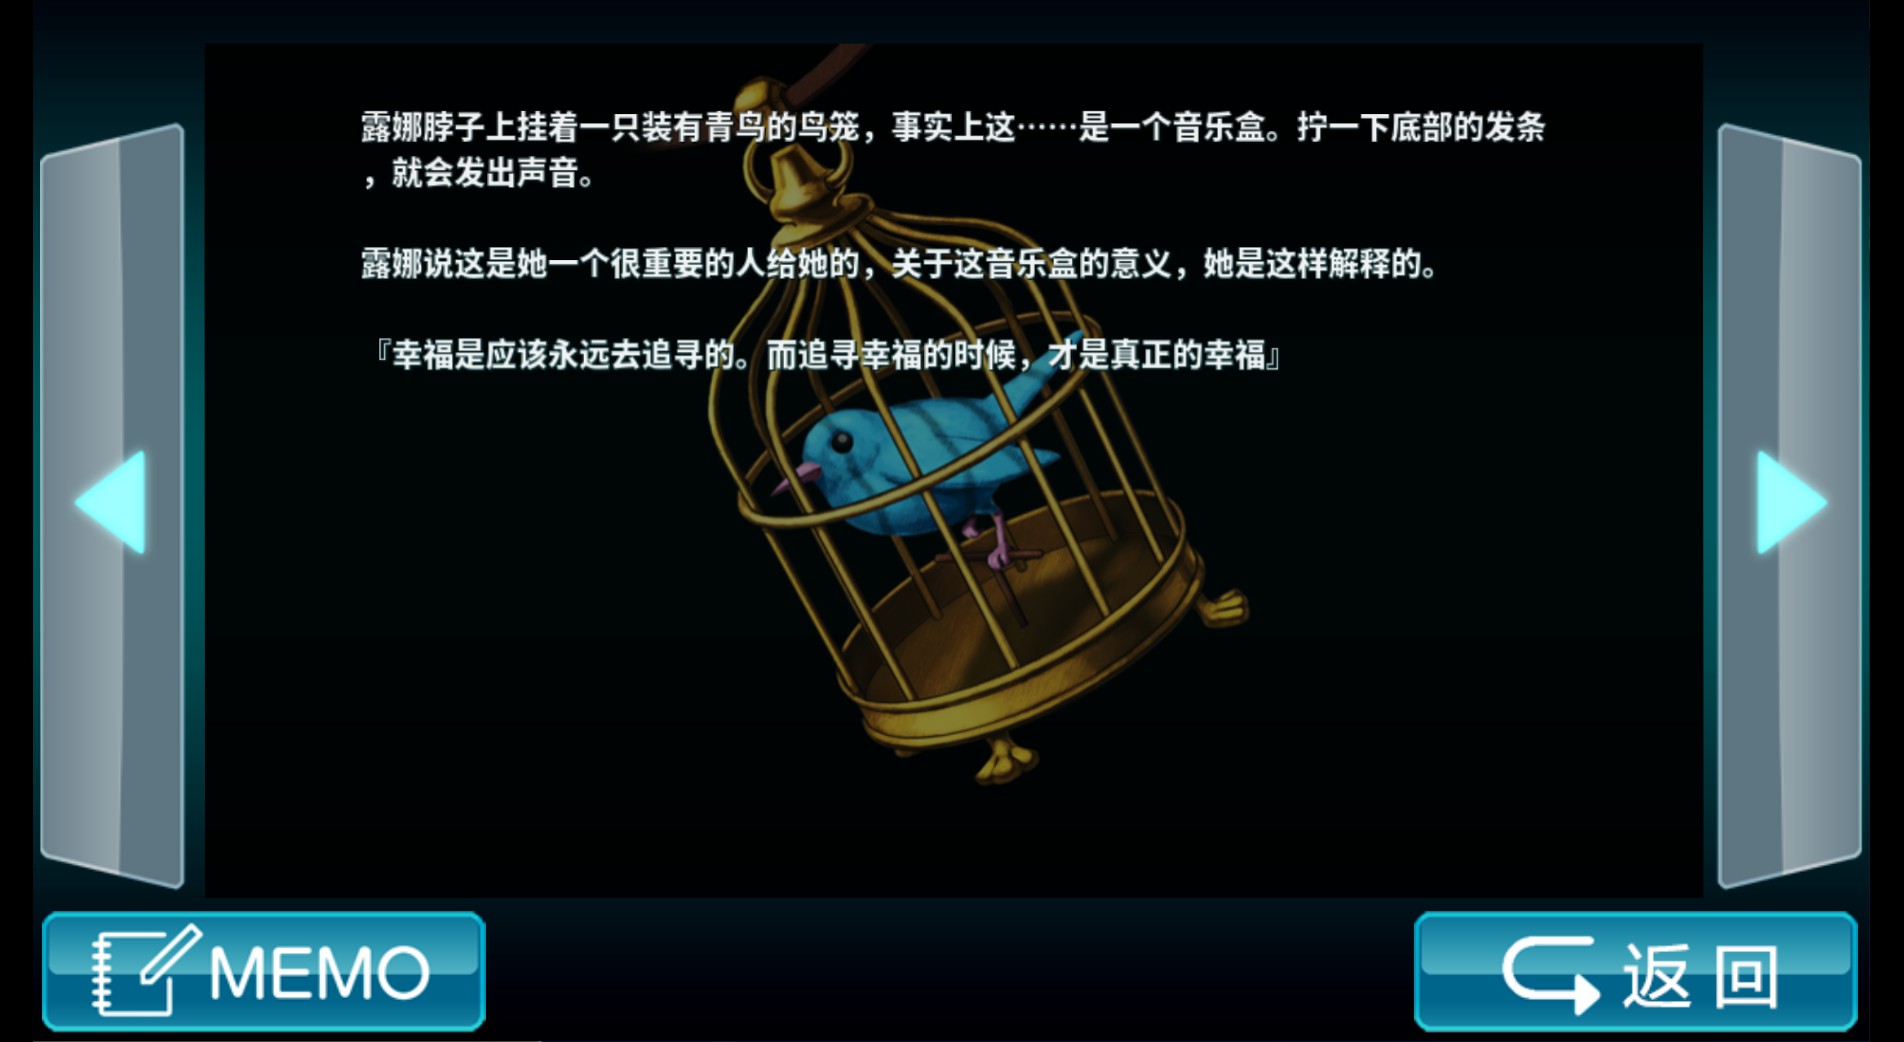 露娜脖子上挂着一只装有青鸟的鸟笼，事实上这……是一个音乐盒。拧一下底部的发条
，就会发出声音。
露娜说这是她一个很重要的人给她的，关于这音乐盒的意义，她是这样解释的。
『幸福是应该永远去追寻的。而追寻幸福的时候，才是真正的幸福』
MEMO
返回